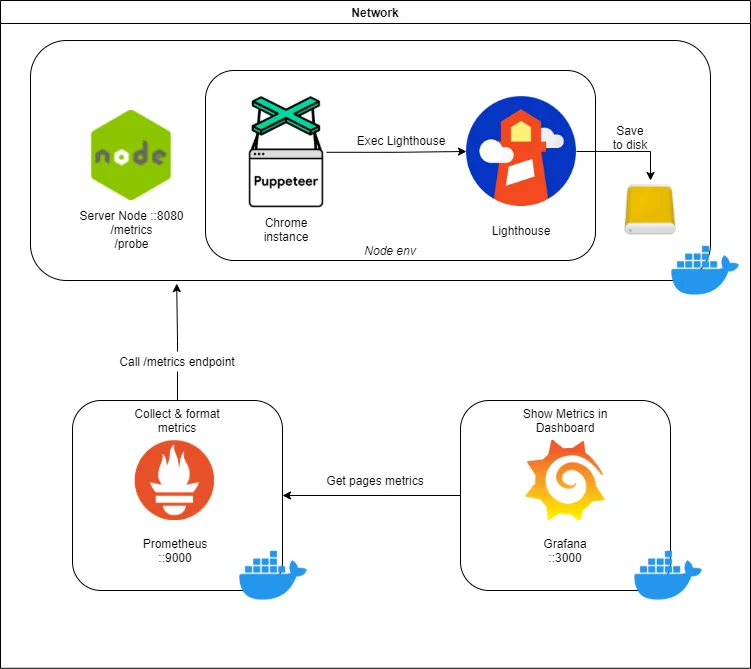 Network
node
Server Node ::8080
/metrics
/probe
Puppeteer
Chrome
instance
Exec Lighthouse
Lighthouse
Node env
Save
to disk
Call /metrics endpoint
Collect & format
metrics
Prometheus
::9000
Get pages metrics
Show Metrics in
Dashboard
Grafana
::3000